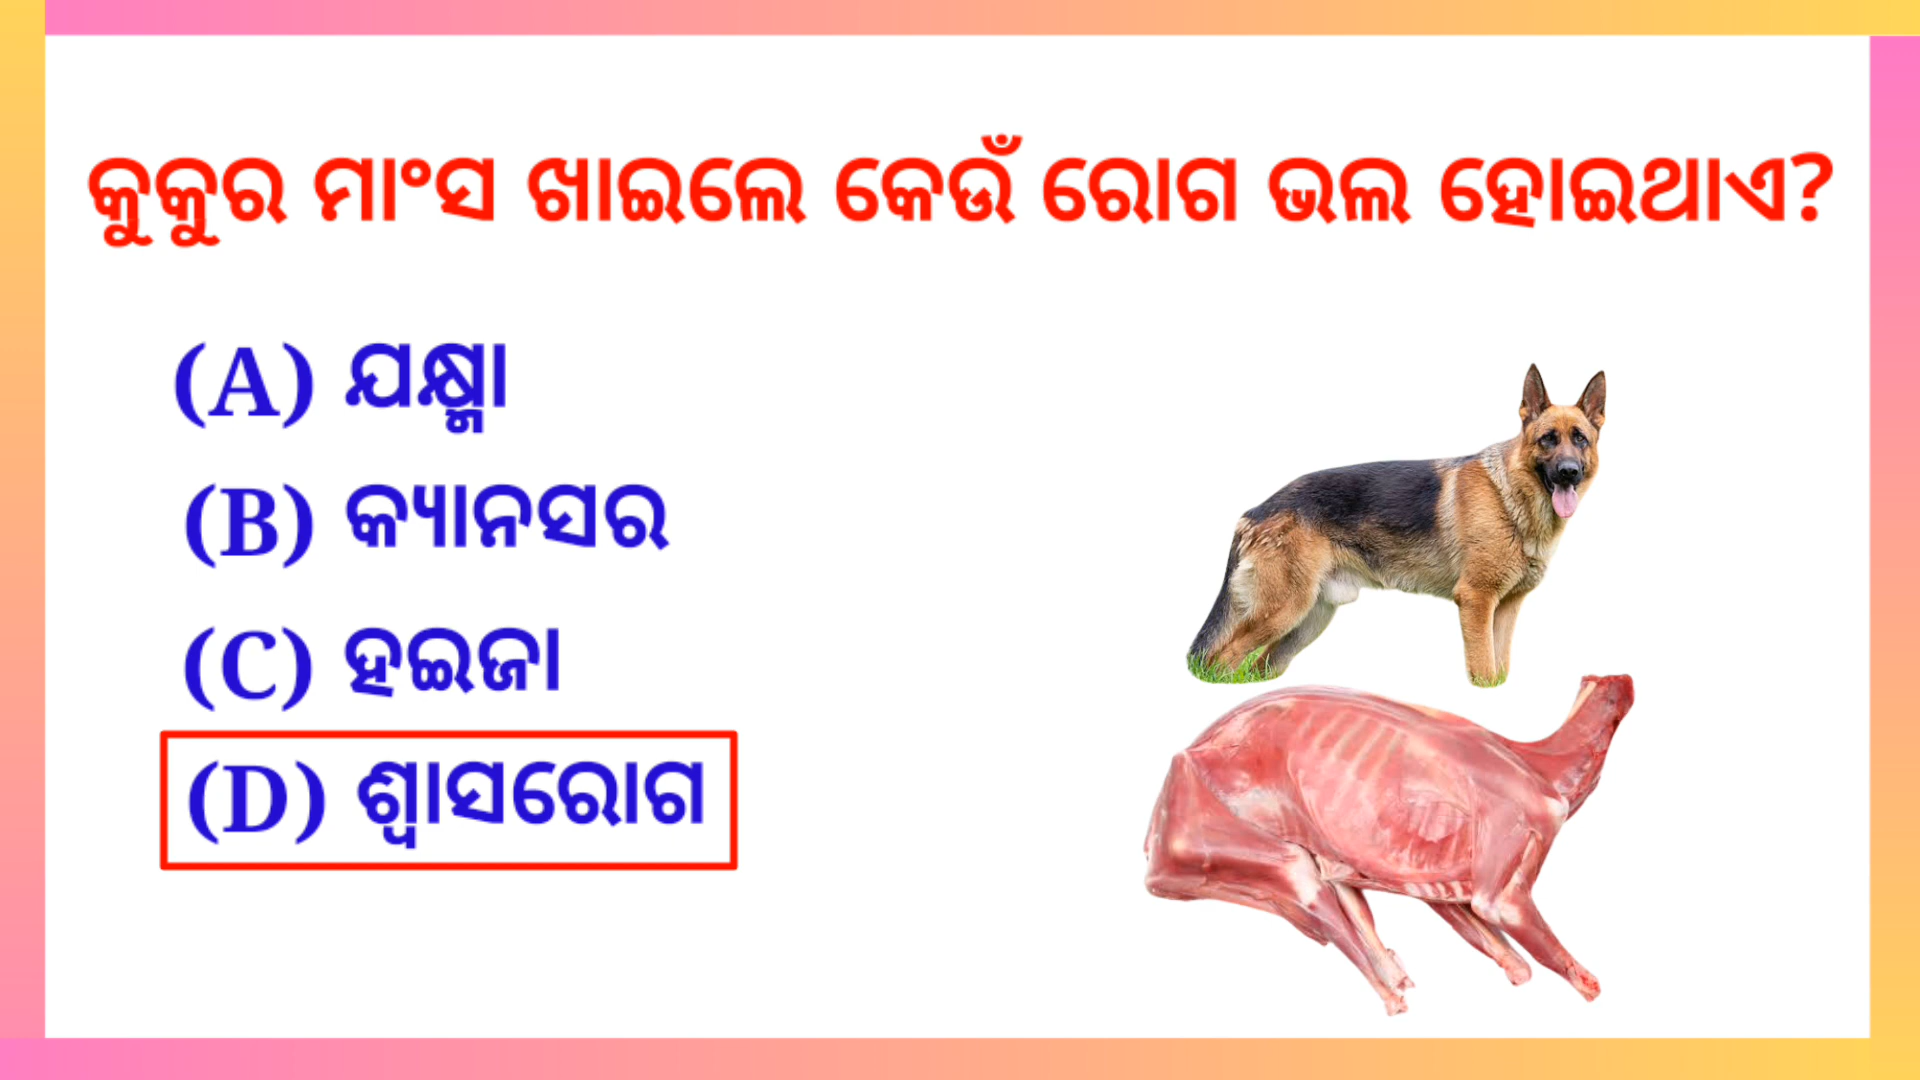 କୁକୁର ମାଂସ ଖାଇଲେ କେଉଁ ରୋଗ ଭଲ ହୋଇଥାଏ?
(A) ଯକ୍ଷ୍ମା
(B) କ୍ୟାନସର
(C) ହଇଜା
(D) ଶ୍ୱାସରୋଗ